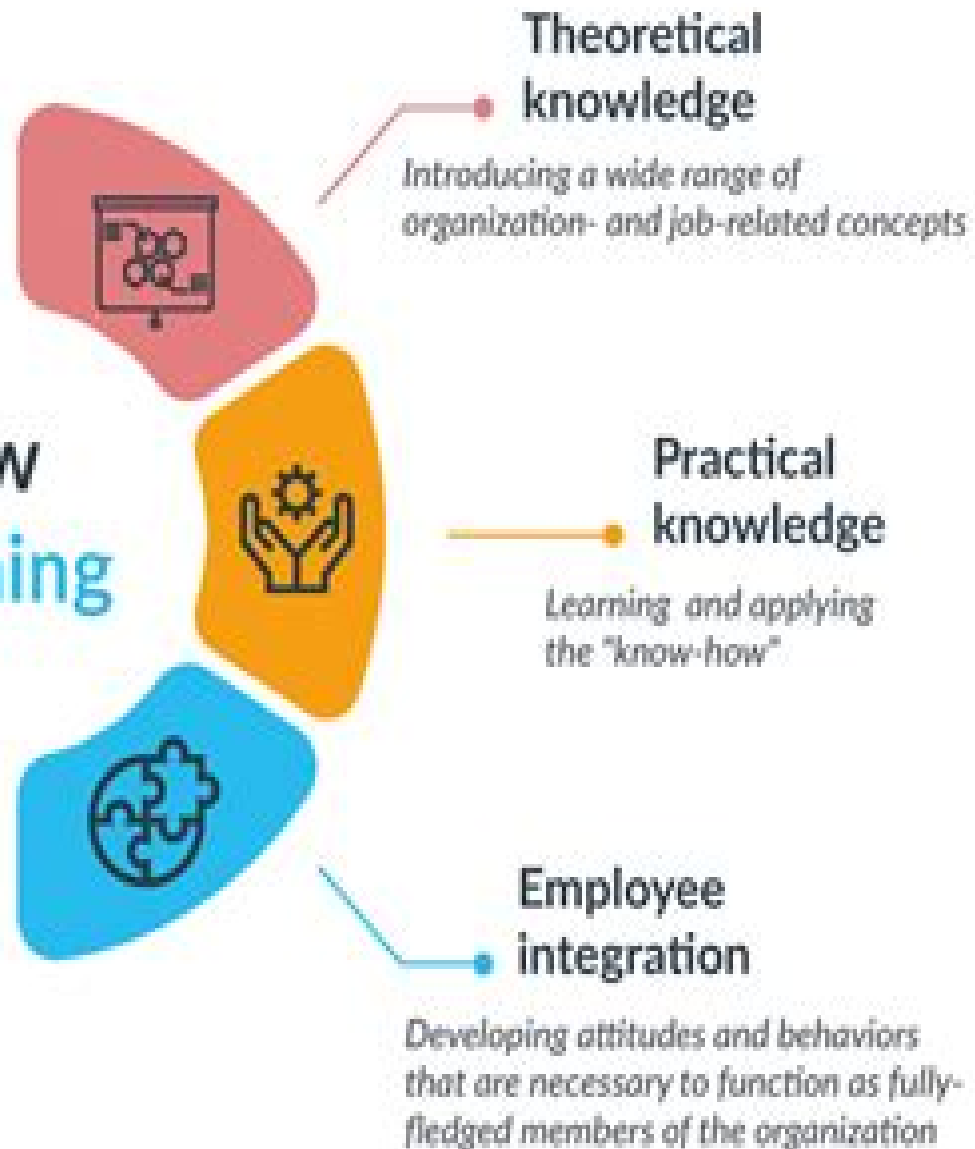 Theoretical
knowledge
Introducing a wide range of
organization- and job-related concepts
w
ning
Practical
knowledge
Learning and applying
the "know-how"
Employee
integration
Developing attitudes and behaviors
that are necessary to function as fully-
fledged members of the organization